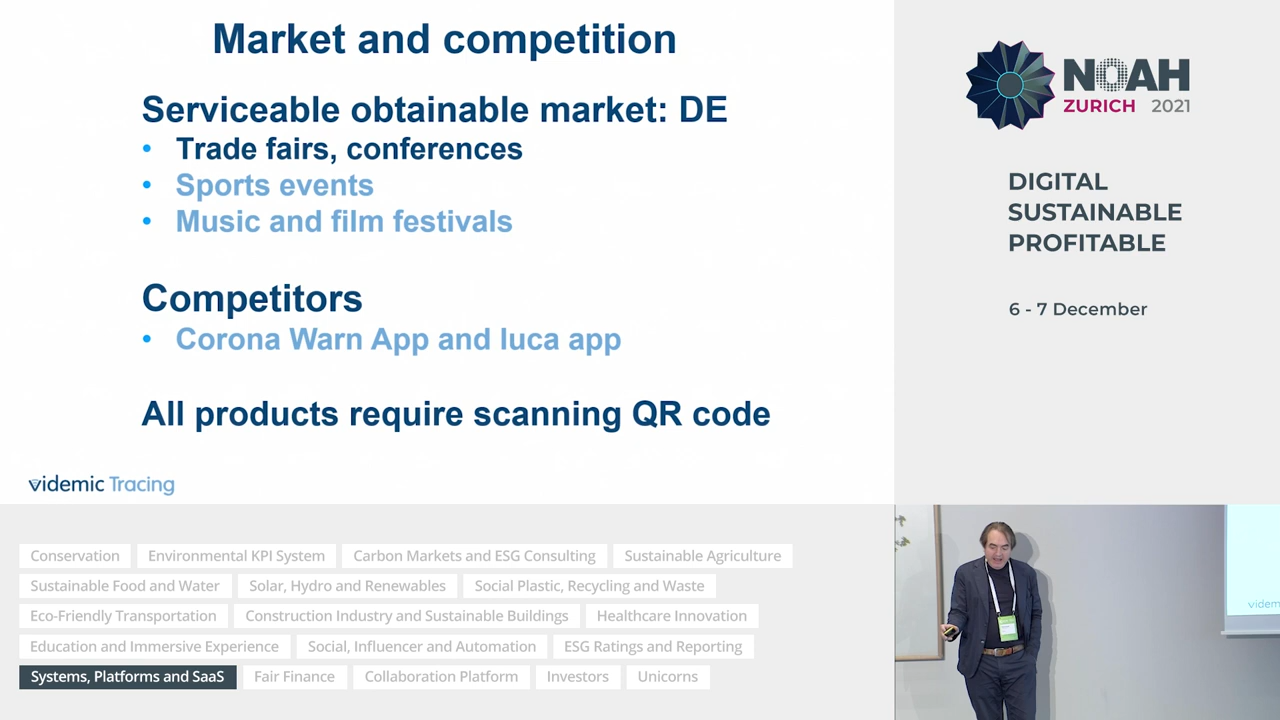 Market and competition
Serviceable obtainable market: DE
• Trade fairs, conferences
• Sports events
• Music and film festivals
Competitors
• Corona Warn App and luca app
All products require scanning QR code
videmic Tracing
NOAH
ZURICH 2021
DIGITAL
SUSTAINABLE
PROFITABLE
6 - 7 December
Conservation
Environmental KPI System
Carbon Markets and ESG Consulting
Sustainable Agriculture
Sustainable Food and Water
Solar, Hydro and Renewables
Social Plastic, Recycling and Waste
Eco-Friendly Transportation
Construction Industry and Sustainable Buildings
Healthcare Innovation
Education and Immersive Experience
Social, Influencer and Automation
ESG Ratings and Reporting
Systems, Platforms and SaaS
Fair Finance
Collaboration Platform
Investors
Unicorns
videm